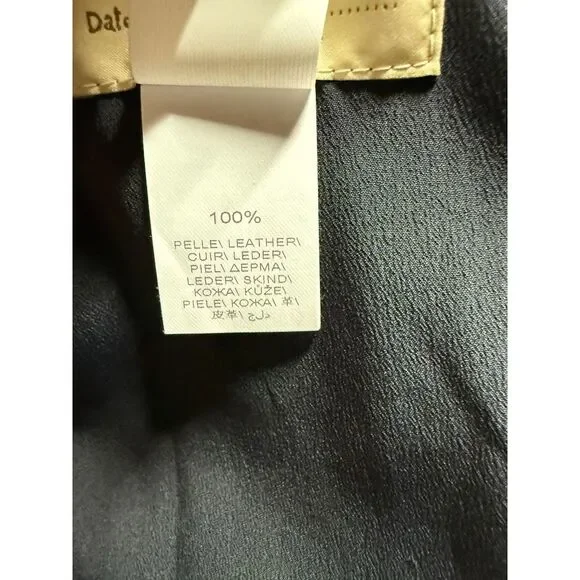 Date
100%
PELLE\ LEATHER\
CUIR\ LEDER\
PIEL\ ΔΕΡΜΑ\
LEDER\ SKIND\
КОЖА\ KŮŽE\
PIELE\ КОЖА\ 革\
皮革\ جلد